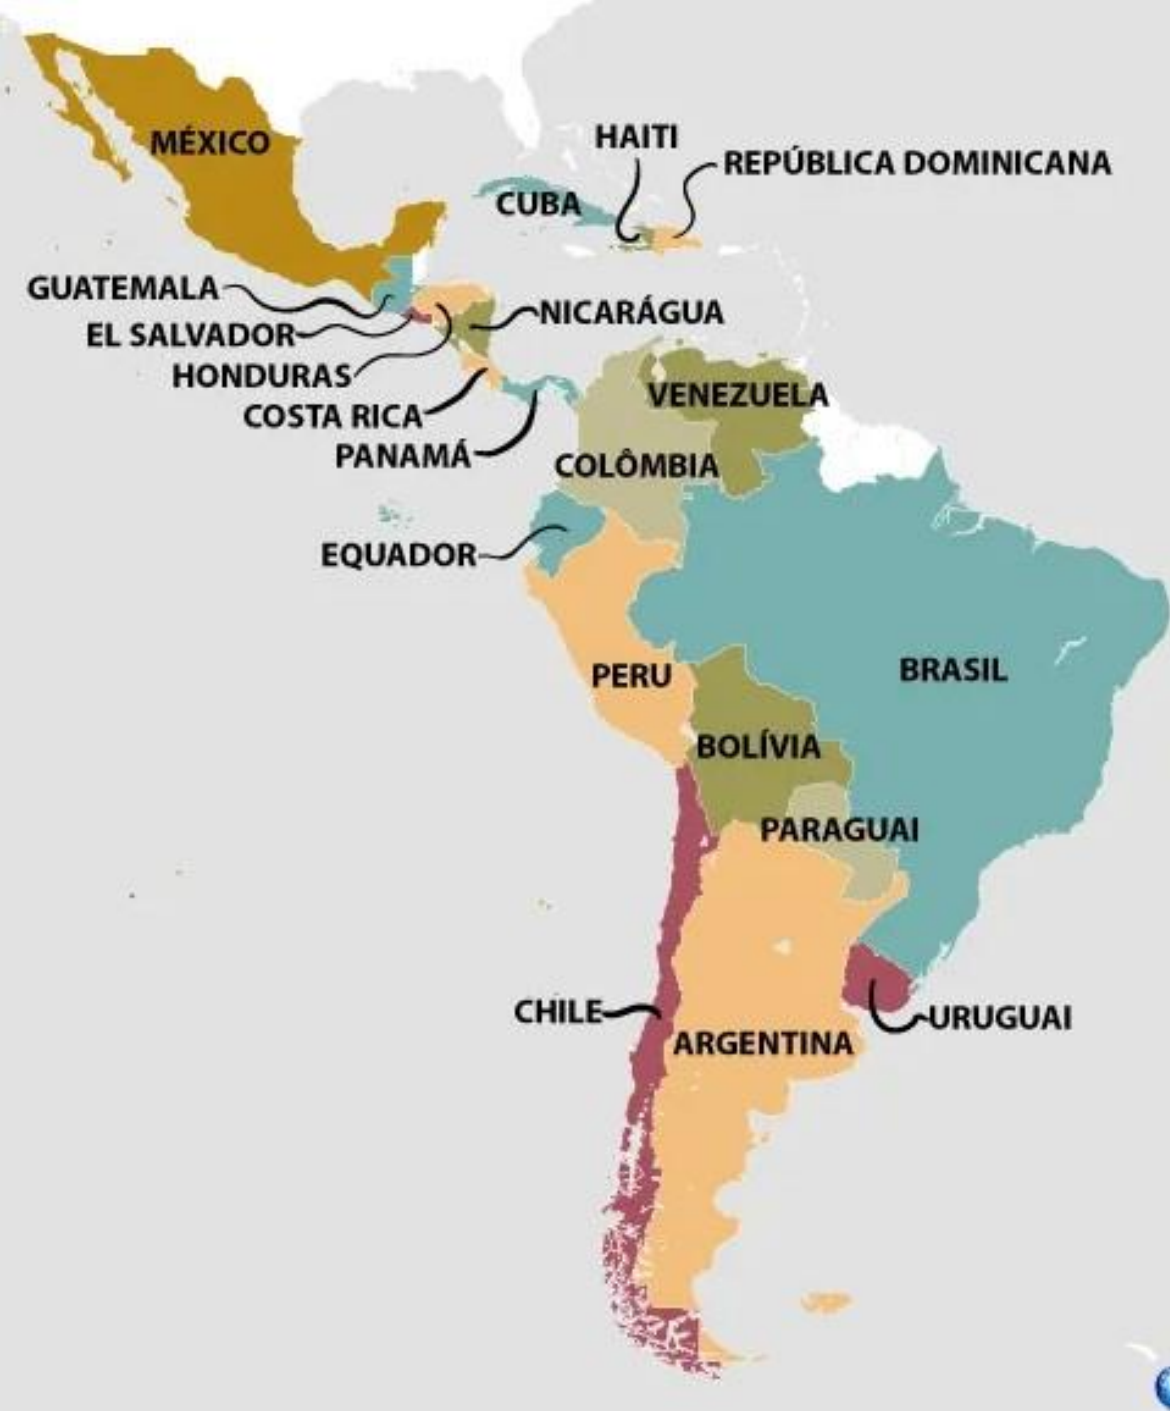 MÉXICO
HAITI
REPÚBLICA DOMINICANA
CUBA
GUATEMALA
EL SALVADOR
NICARÁGUA
HONDURAS
COSTA RICA
VENEZUELA
PANAMÁ
COLÔMBIA
EQUADOR
BRASIL
PERU
BOLÍVIA
PARAGUAI
CHILE
URUGUAI
ARGENTINA